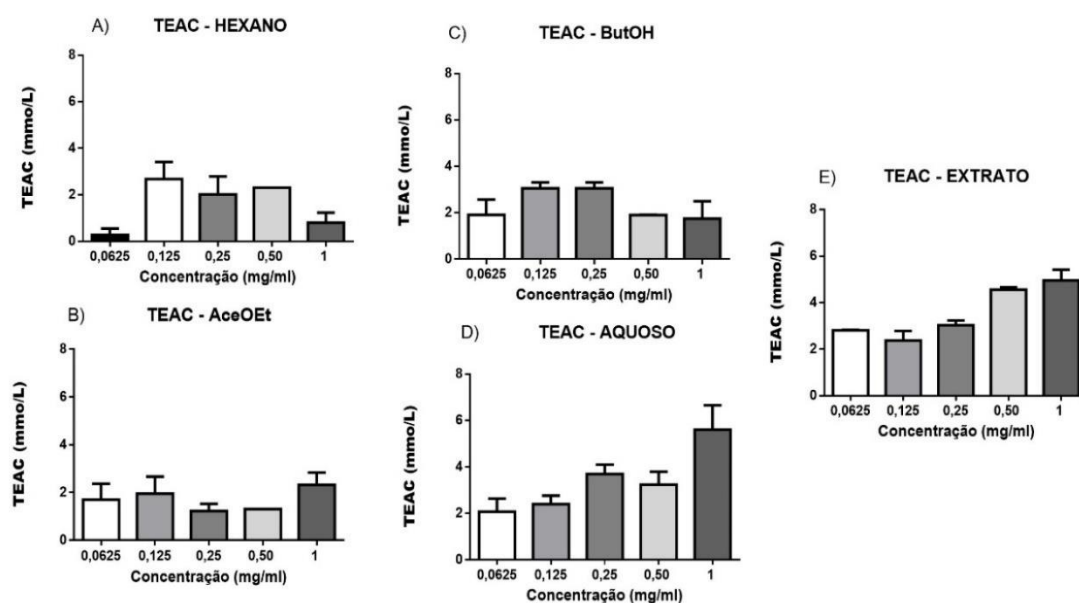 A) TEAC - HEXANO
TEAC (mmo/L)
8
6
4
2
0
0,0625 0,125 0,25 0,50 1
Concentração (mg/ml)
B) TEAC - AceOEt
TEAC (mmo/L)
8
6
4
2
0
0,0625 0,125 0,25 0,50 1
Concentração (mg/ml)
C) TEAC - ButOH
TEAC (mmo/L)
8
6
4
2
0
0,0625 0,125 0,25 0,50 1
Concentração (mg/ml)
D) TEAC - AQUOSO
TEAC (mmo/L)
8
6
4
2
0
0,0625 0,125 0,25 0,50 1
Concentração (mg/ml)
E) TEAC - EXTRATO
TEAC (mmo/L)
8
6
4
2
0
0,0625 0,125 0,25 0,50 1
Concentração (mg/ml)